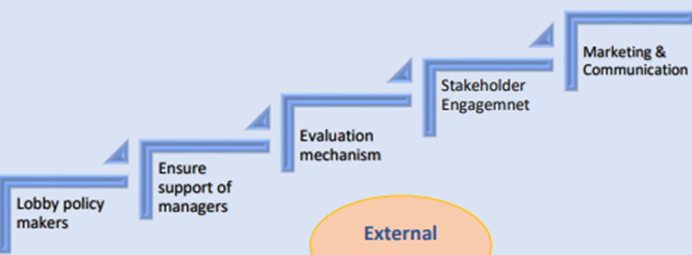 Marketing &
Communication
Stakeholder
Engagemnet
Evaluation
mechanism
Ensure
support of
managers
Lobby policy
makers
External